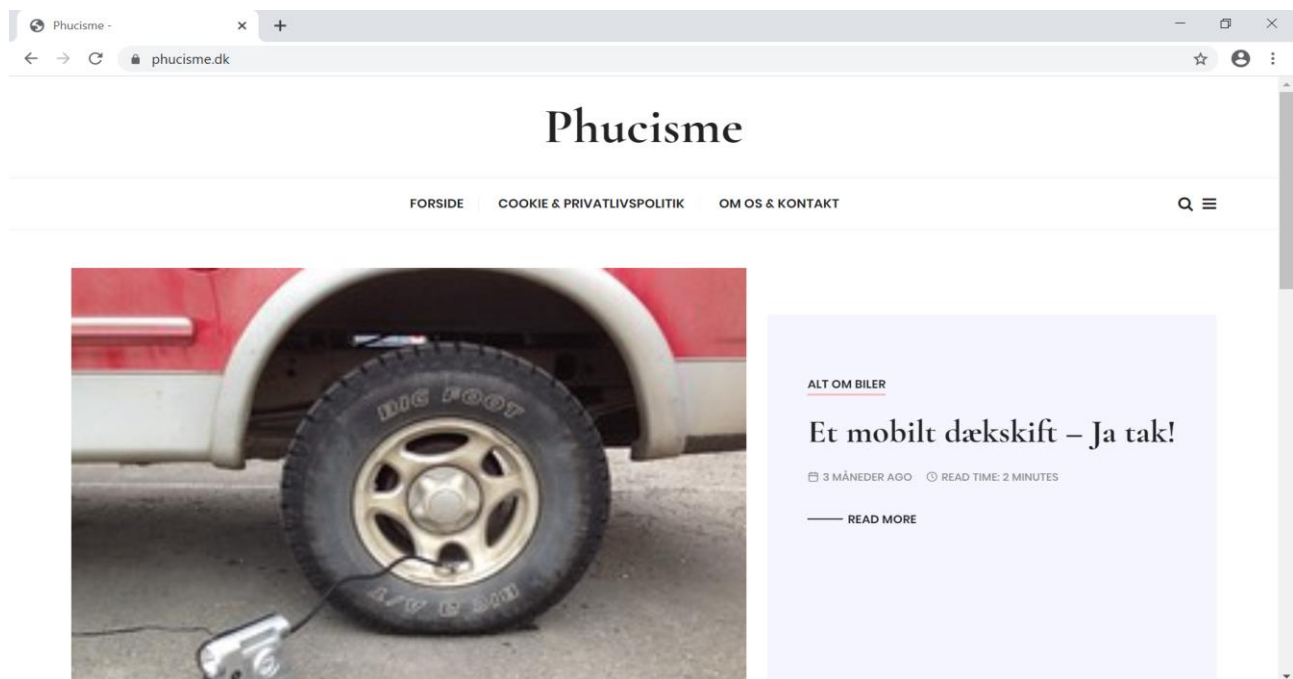 Phucisme -
phucisme.dk
Phucisme
FORSIDE COOKIE & PRIVATLIVSPOLITIK OM OS & KONTAKT
BIG FOOT
BIG O A/T
ALT OM BILER
Et mobilt dækskift – Ja tak!
3 MÅNEDER AGO READ TIME: 2 MINUTES
READ MORE